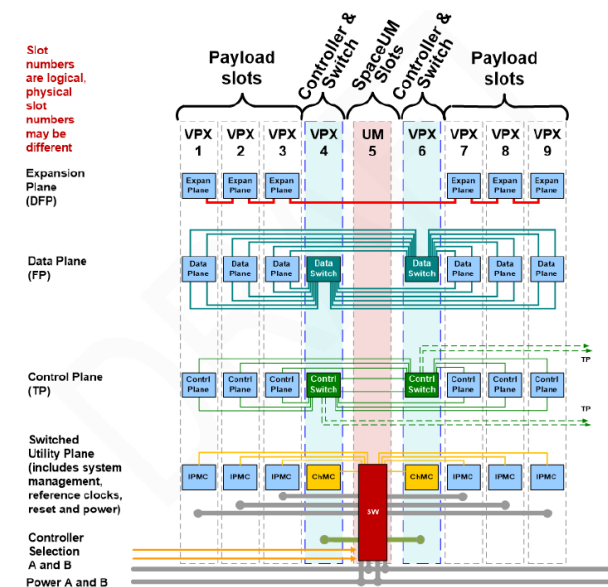 Slot
numbers
are logical,
physical
slot
numbers
may be
different
Payload
slots
Controller &
Switch
SpaceUM
Slots
Controller &
Switch
Payload
slots
VPX
1
VPX
2
VPX
3
VPX
4
UM
5
VPX
6
VPX
7
VPX
8
VPX
9
Expansion
Plane
(DFP)
Expan
Plane
Expan
Plane
Expan
Plane
Expan
Plane
Expan
Plane
Expan
Plane
Data Plane
(FP)
Data
Plane
Data
Plane
Data
Plane
Data
Switch
Data
Switch
Data
Plane
Data
Plane
Data
Plane
TP
Control Plane
(TP)
Contrl
Plane
Contrl
Plane
Contrl
Plane
Contrl
Switch
Contrl
Switch
Contrl
Plane
Contrl
Plane
Contrl
Plane
TP
Switched
Utility Plane
(includes system
management,
reference clocks,
reset and power)
IPMC
IPMC
IPMC
ChMC
SW
ChMC
IPMC
IPMC
IPMC
Controller
Selection
A and B
Power A and B